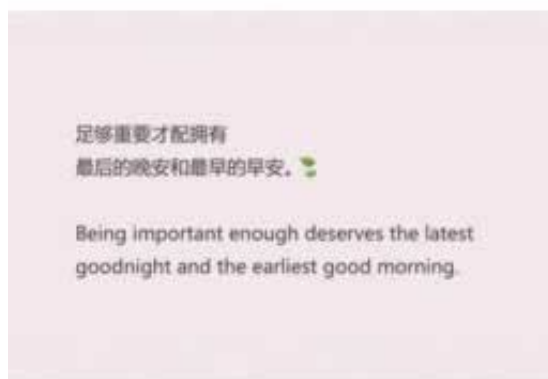 足够重要才配拥有
最后的晚安和最早的早安。🌱
Being important enough deserves the latest
goodnight and the earliest good morning.